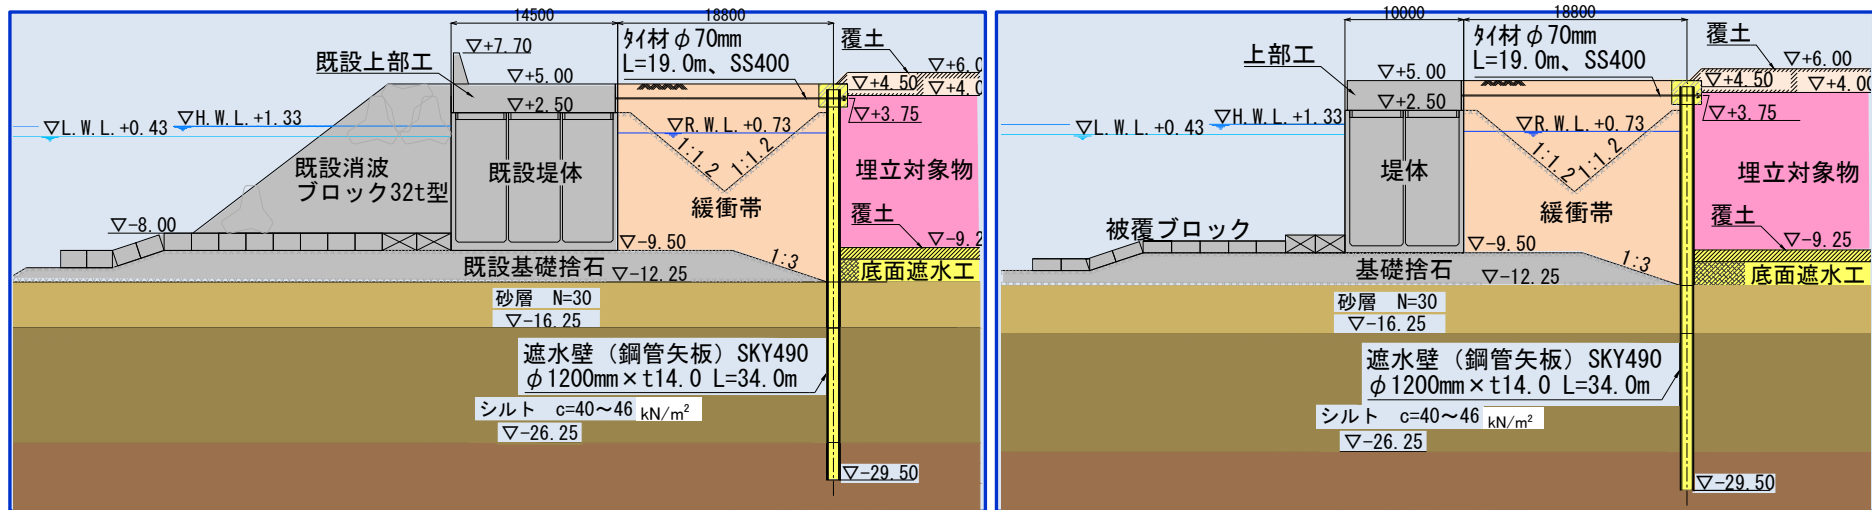 14500
18800
▽+7.70
既設上部工
▽+5.00
▽+2.50
タイ材φ70mm
L=19.0m、SS400
覆土
▽+6.0
▽+4.50
▽+4.0
▽+3.75
▽L.W.L.+0.43
▽H.W.L.+1.33
▽R.W.L.+0.73
1:1.2
1:1.2
既設消波
ブロック32t型
既設堤体
緩衝帯
埋立対象物
覆土
▽-8.00
▽-9.50
▽-9.2
1:3
既設基礎捨石
▽-12.25
底面遮水工
砂層 N=30
▽-16.25
遮水壁（鋼管矢板）SKY490
φ1200mm×t14.0 L=34.0m
シルト c=40～46 kN/m²
▽-26.25
▽-29.50
10000
18800
上部工
▽+5.00
▽+2.50
タイ材φ70mm
L=19.0m、SS400
覆土
▽+6.00
▽+4.50
▽+4.00
▽+3.75
▽L.W.L.+0.43
▽H.W.L.+1.33
▽R.W.L.+0.73
1:1.2
1:1.2
堤体
緩衝帯
埋立対象物
被覆ブロック
覆土
▽-9.50
▽-9.25
1:3
基礎捨石
▽-12.25
底面遮水工
砂層 N=30
▽-16.25
遮水壁（鋼管矢板）SKY490
φ1200mm×t14.0 L=34.0m
シルト c=40～46 kN/m²
▽-26.25
▽-29.50